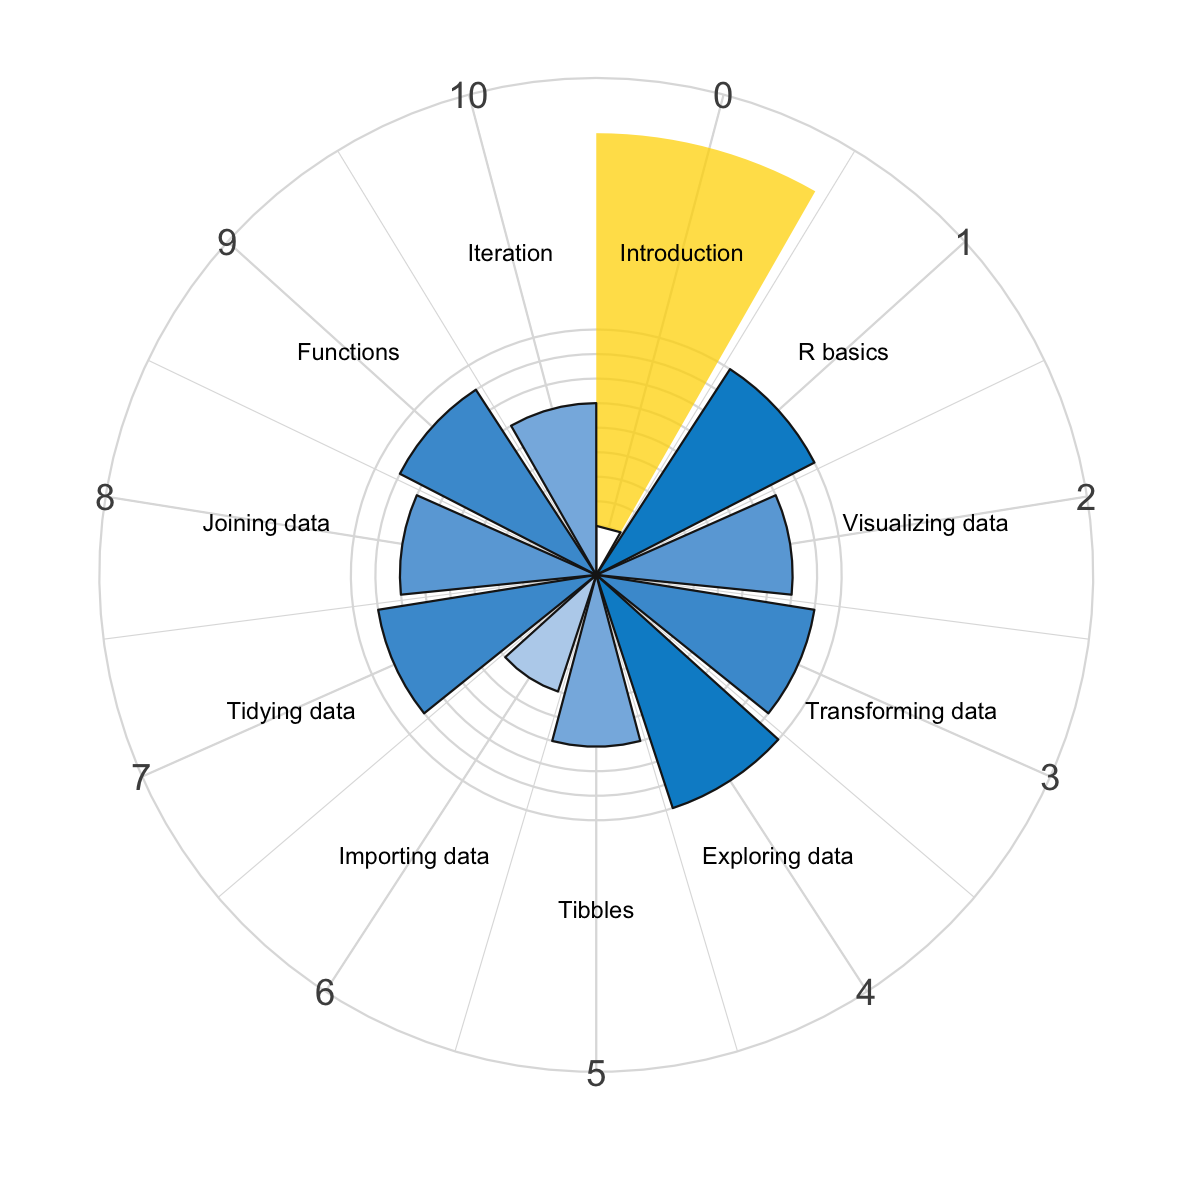 10
0
9
1
Iteration
Introduction
Functions
R basics
8
2
Joining data
Visualizing data
Tidying data
Transforming data
7
3
Importing data
Exploring data
Tibbles
6
4
5